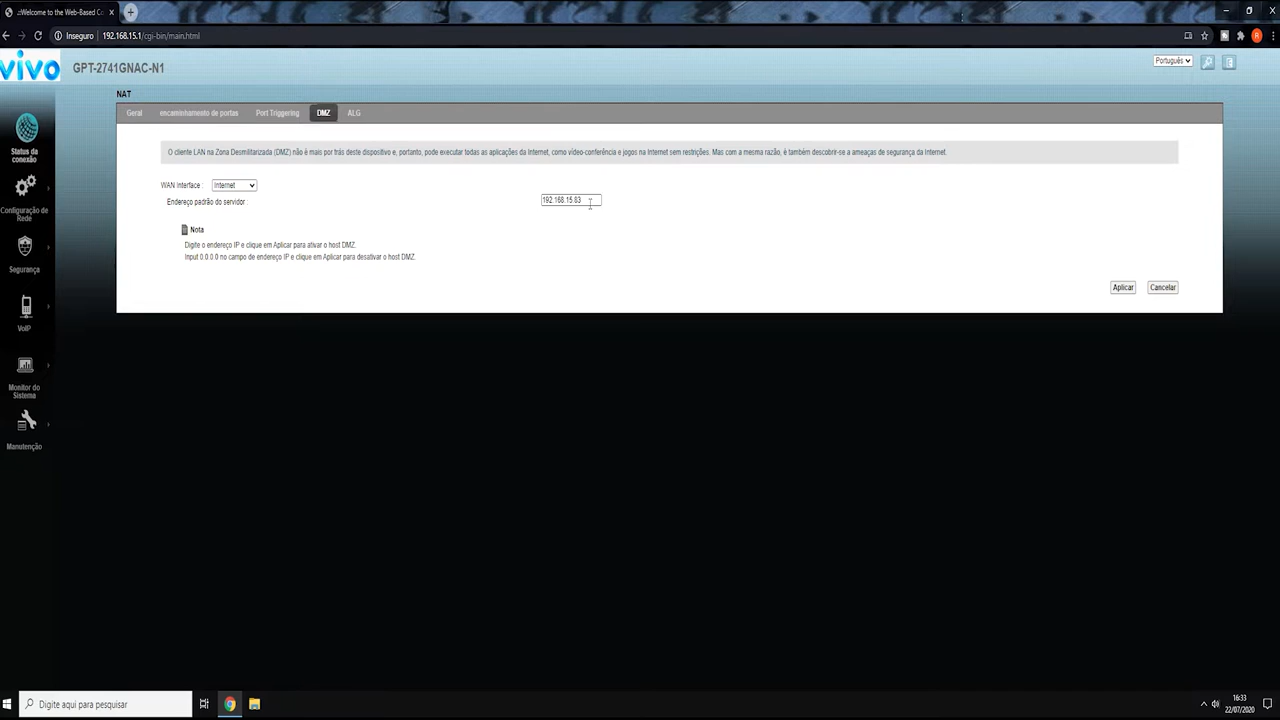 .::Welcome to the Web-Based Co
Inseguro
192.168.15.1/cgi-bin/main.html
R
vivo
GPT-2741GNAC-N1
Português
NAT
Geral
encaminhamento de portas
Port Triggering
DMZ
ALG
O cliente LAN na Zona Desmilitarizada (DMZ) não é mais por trás deste dispositivo e, portanto, pode executar todas as aplicações da Internet, como vídeo-conferência e jogos na Internet sem restrições. Mas com a mesma razão, é também descobrir-se a ameaças de segurança da Internet.
WAN Interface :
Internet
Endereço padrão do servidor :
192.168.15.83
Nota
Digite o endereço IP e clique em Aplicar para ativar o host DMZ.
Input 0.0.0.0 no campo de endereço IP e clique em Aplicar para desativar o host DMZ.
Aplicar
Cancelar
Status da
conexão
Configuração de
Rede
Segurança
VoIP
Monitor do
Sistema
Manutenção
Digite aqui para pesquisar
16:33
22/07/2020